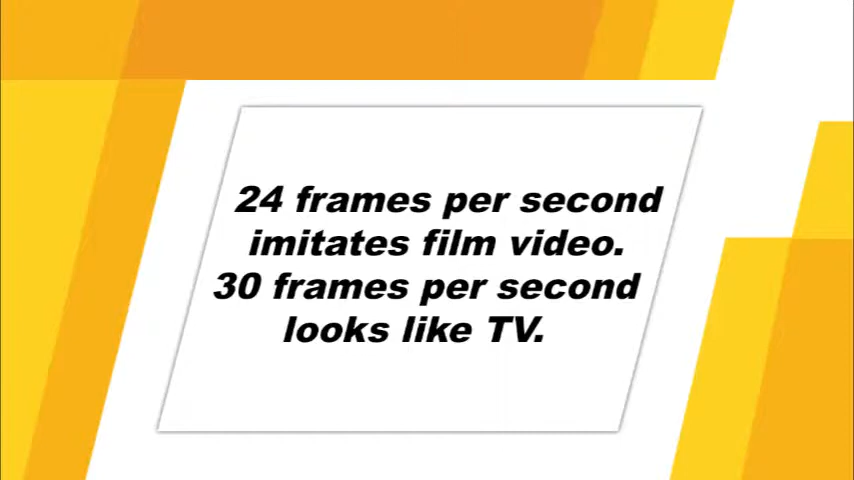 24 frames per second
imitates film video.
30 frames per second
looks like TV.